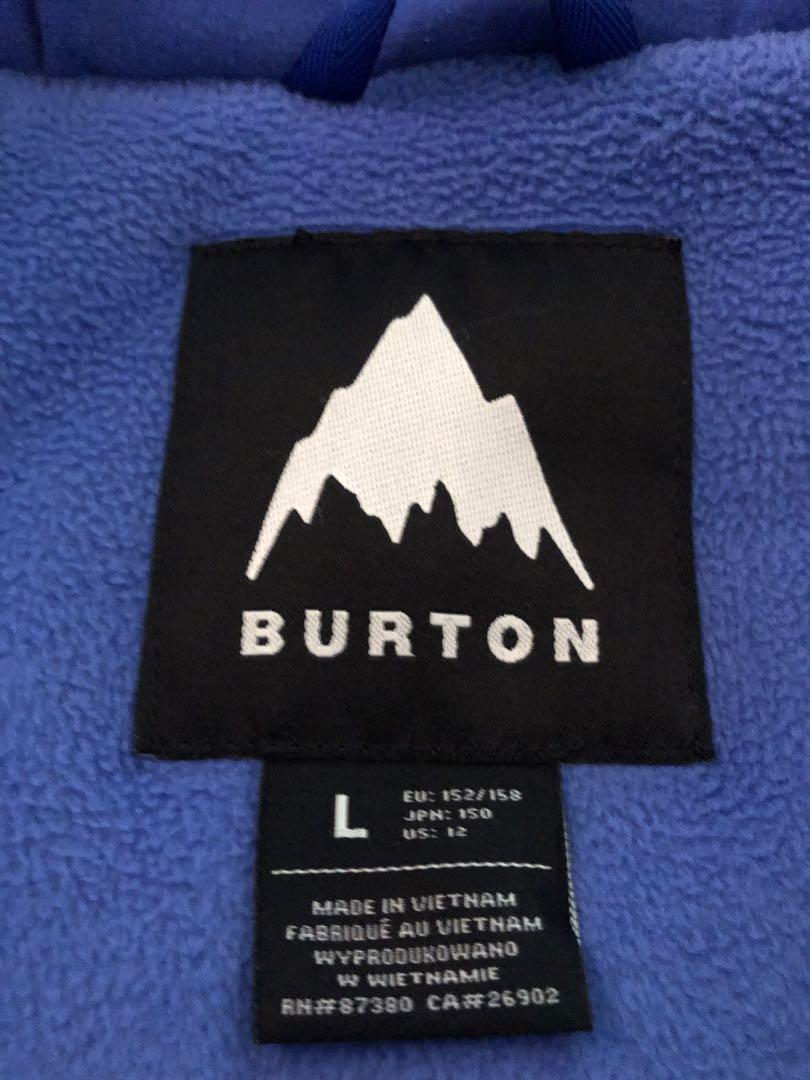 BURTON
L
EU: 152/158
JPN: 150
US: 12
MADE IN VIETNAM
FABRIQUÉ AU VIETNAM
WYPRODUKOWANO
W WIETNAMIE
RN#87380 CA#26902